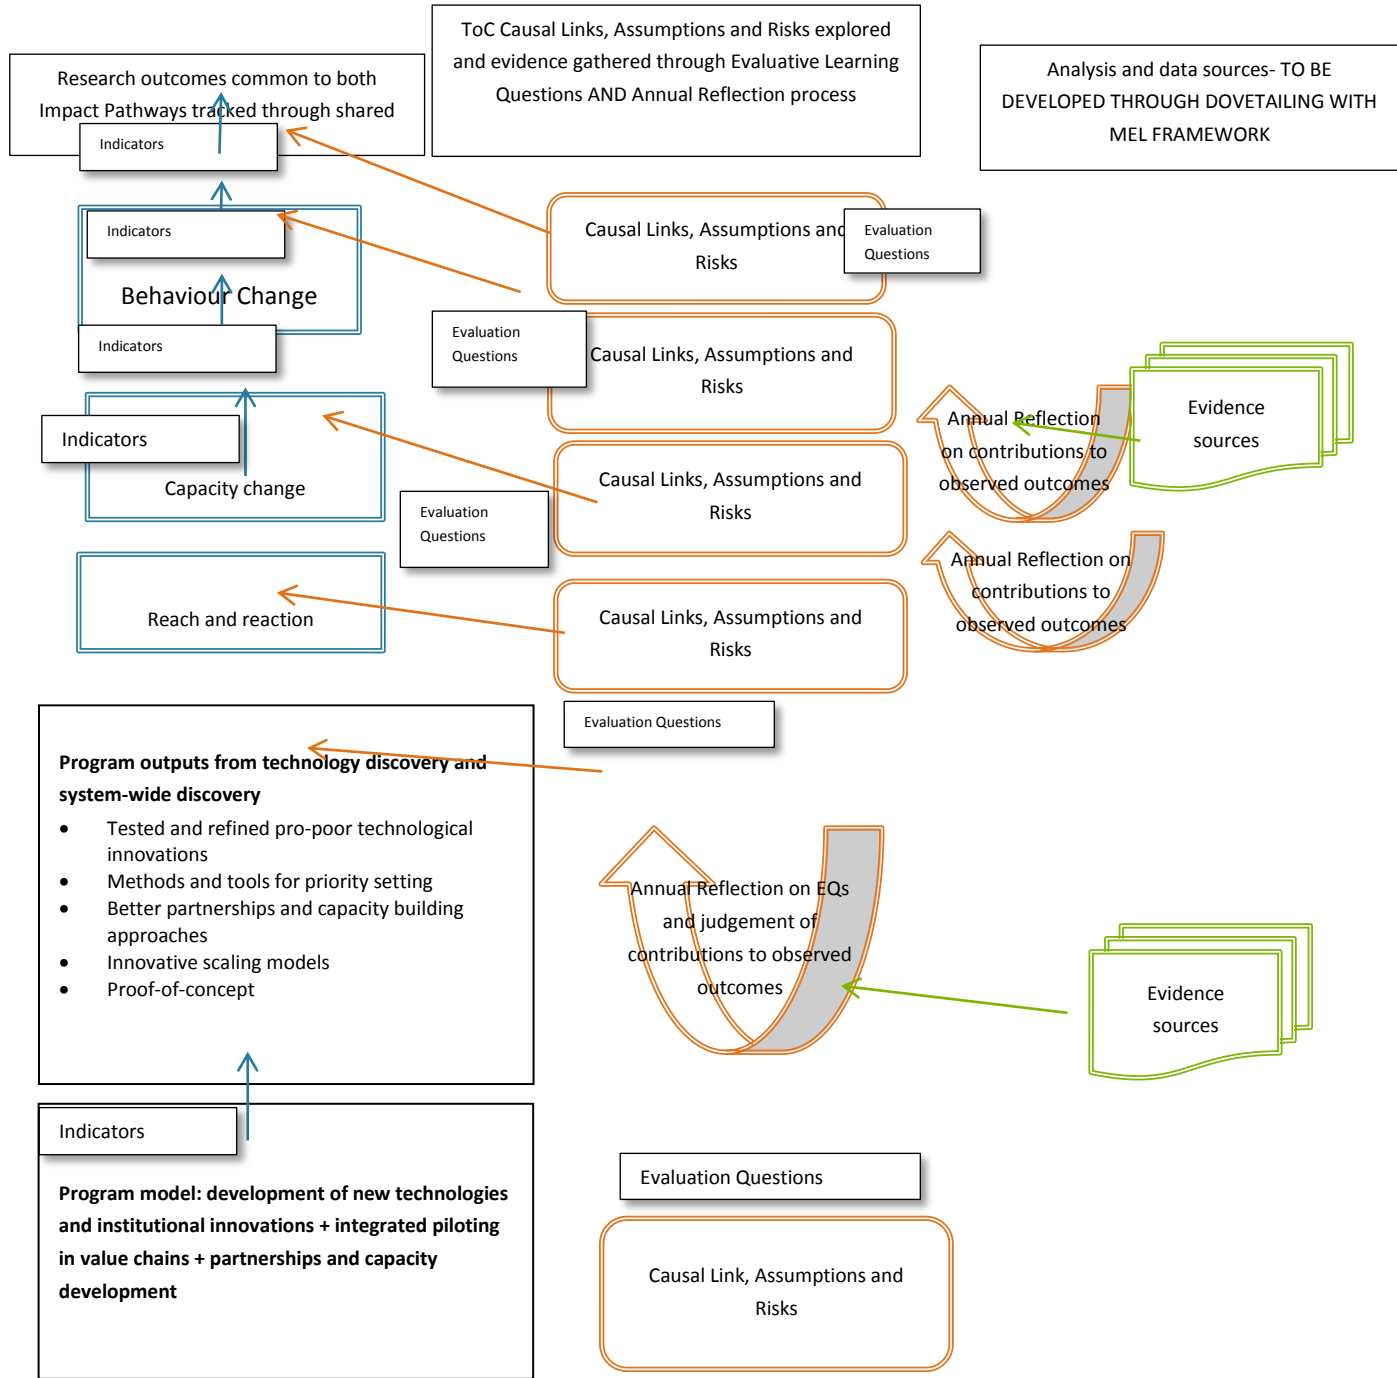 Research outcomes common to both
Impact Pathways tracked through shared
Indicators
ToC Causal Links, Assumptions and Risks explored
and evidence gathered through Evaluative Learning
Questions AND Annual Reflection process
Analysis and data sources- TO BE
DEVELOPED THROUGH DOVETAILING WITH
MEL FRAMEWORK
Indicators
Behaviour Change
Indicators
Causal Links, Assumptions and
Risks
Evaluation
Questions
Evaluation
Questions
Causal Links, Assumptions and
Risks
Indicators
Capacity change
Evaluation
Questions
Causal Links, Assumptions and
Risks
Annual Reflection
on contributions to
observed outcomes
Evidence
sources
Reach and reaction
Causal Links, Assumptions and
Risks
Annual Reflection on
contributions to
observed outcomes
Evaluation Questions
Program outputs from technology discovery and
system-wide discovery
• Tested and refined pro-poor technological
innovations
• Methods and tools for priority setting
• Better partnerships and capacity building
approaches
• Innovative scaling models
• Proof-of-concept
Annual Reflection on EQs
and judgement of
contributions to observed
outcomes
Evidence
sources
Indicators
Program model: development of new technologies
and institutional innovations + integrated piloting
in value chains + partnerships and capacity
development
Evaluation Questions
Causal Link, Assumptions and
Risks